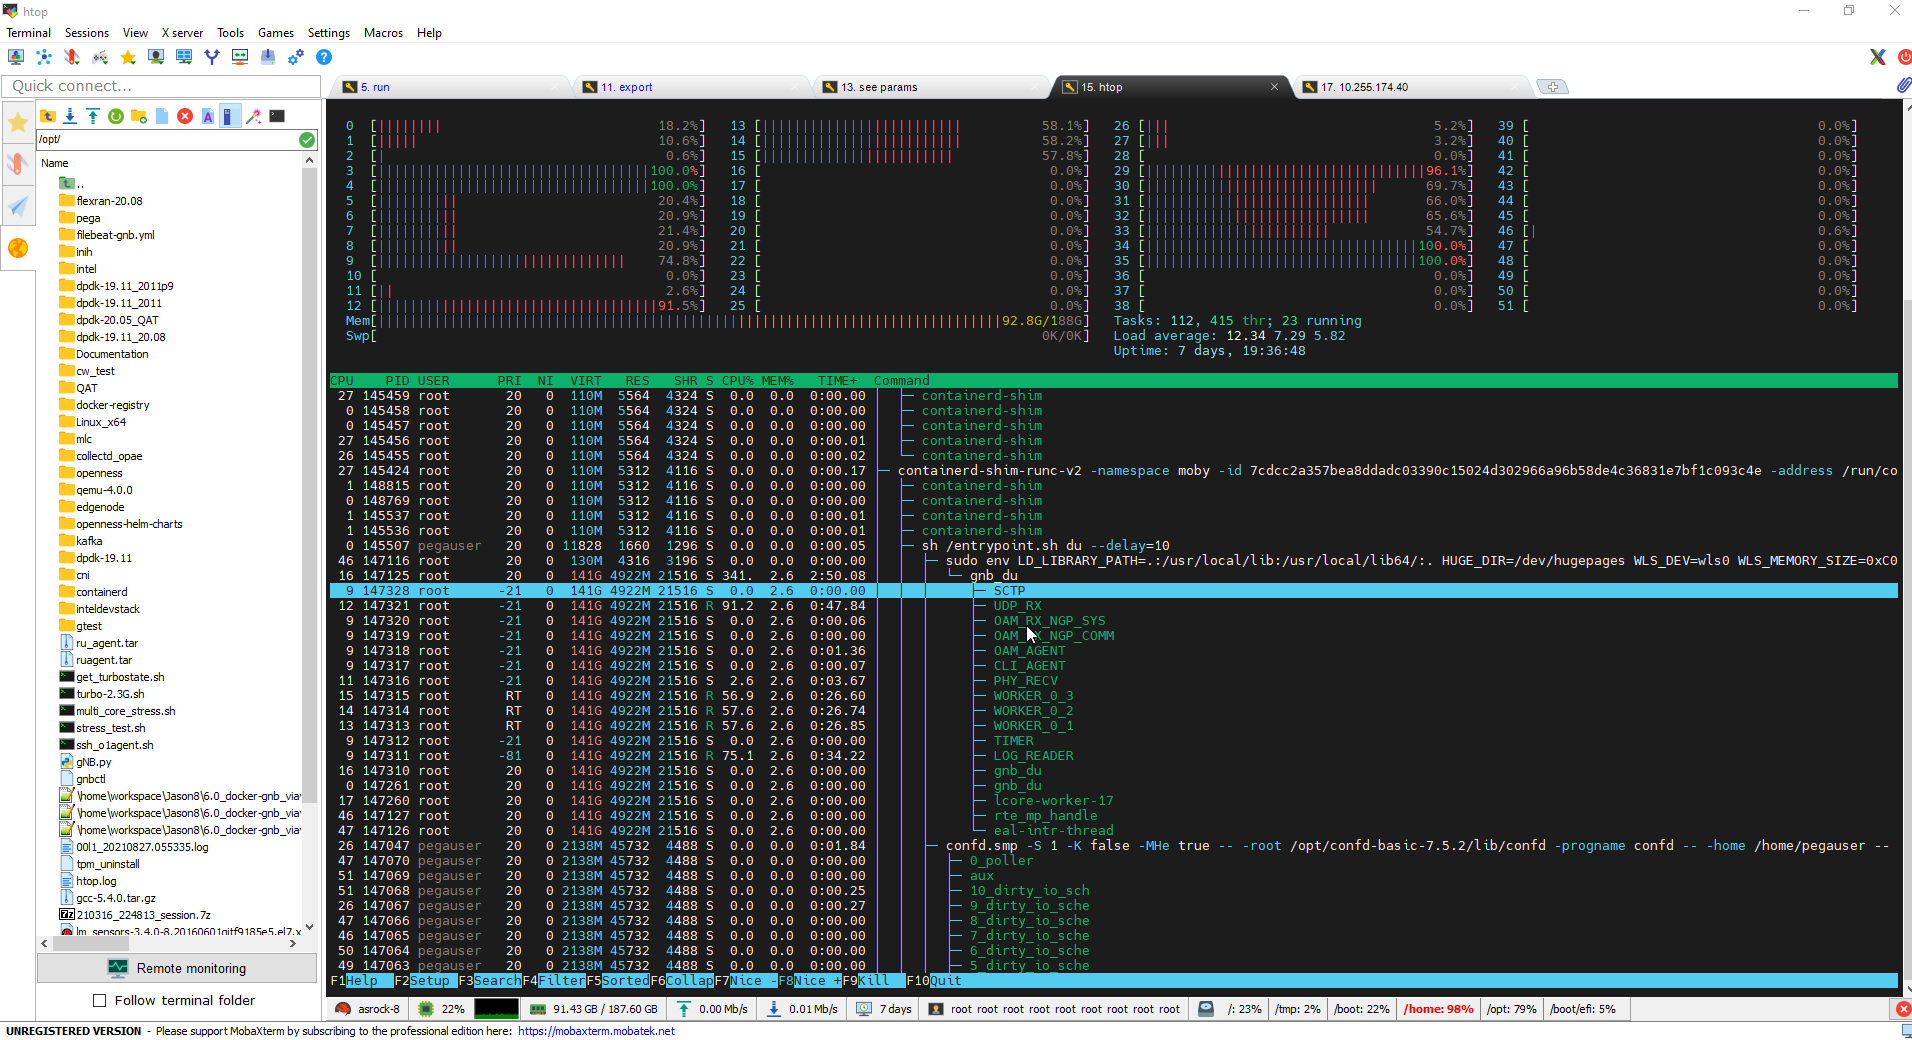 htop
Terminal Sessions View X server Tools Games Settings Macros Help
Quick connect...
5. run
11. export
13. see params
15. htop
17. 10.255.174.40
/opt/
Name
..
flexran-20.08
pega
filebeat-gnb.yml
inih
intel
dpdk-19.11_2011p9
dpdk-19.11_2011
dpdk-20.05_QAT
dpdk-19.11_20.08
Documentation
cw_test
QAT
docker-registry
Linux_x64
mlc
collectd_opae
openness
qemu-4.0.0
edgenode
openness-helm-charts
kafka
dpdk-19.11
cni
containerd
inteldevstack
gtest
ru_agent.tar
ruagent.tar
get_turbostate.sh
turbo-2.3G.sh
multi_core_stress.sh
stress_test.sh
ssh_o1agent.sh
gNB.py
gnbctl
\home\workspace\Jason8\6.0_docker-gnb_viav
\home\workspace\Jason8\6.0_docker-gnb_viav
\home\workspace\Jason8\6.0_docker-gnb_viav
00l1_20210827.055335.log
tpm_uninstall
htop.log
gcc-5.4.0.tar.gz
210316_224813_session.7z
lm_sensors-3.4.0-8.20160601gitf9185e5.el7.x
Remote monitoring
Follow terminal folder
0 [ 18.2%] 13 [ 58.1%] 26 [ 5.2%] 39 [ 0.0%]
1 [ 10.6%] 14 [ 58.2%] 27 [ 3.2%] 40 [ 0.0%]
2 [ 0.6%] 15 [ 57.8%] 28 [ 0.0%] 41 [ 0.0%]
3 [ 100.0%] 16 [ 0.0%] 29 [ 96.1%] 42 [ 0.0%]
4 [ 100.0%] 17 [ 0.0%] 30 [ 69.7%] 43 [ 0.0%]
5 [ 20.4%] 18 [ 0.0%] 31 [ 66.0%] 44 [ 0.0%]
6 [ 20.9%] 19 [ 0.0%] 32 [ 65.6%] 45 [ 0.0%]
7 [ 21.4%] 20 [ 0.0%] 33 [ 54.7%] 46 [ 0.6%]
8 [ 20.9%] 21 [ 0.0%] 34 [ 100.0%] 47 [ 0.0%]
9 [ 74.8%] 22 [ 0.0%] 35 [ 100.0%] 48 [ 0.0%]
10 [ 0.0%] 23 [ 0.0%] 36 [ 0.0%] 49 [ 0.0%]
11 [ 2.6%] 24 [ 0.0%] 37 [ 0.0%] 50 [ 0.0%]
12 [ 91.5%] 25 [ 0.0%] 38 [ 0.0%] 51 [ 0.0%]
Mem[ 92.8G/188G] Tasks: 112, 415 thr; 23 running
Swp[ 0K/0K] Load average: 12.34 7.29 5.82
Uptime: 7 days, 19:36:48
CPU PID USER PRI NI VIRT RES SHR S CPU% MEM% TIME+ Command
27 145459 root 20 0 110M 5564 4324 S 0.0 0.0 0:00.00 containerd-shim
0 145458 root 20 0 110M 5564 4324 S 0.0 0.0 0:00.00 containerd-shim
0 145457 root 20 0 110M 5564 4324 S 0.0 0.0 0:00.00 containerd-shim
27 145456 root 20 0 110M 5564 4324 S 0.0 0.0 0:00.01 containerd-shim
26 145455 root 20 0 110M 5564 4324 S 0.0 0.0 0:00.02 containerd-shim
27 145424 root 20 0 110M 5312 4116 S 0.0 0.0 0:00.17 containerd-shim-runc-v2 -namespace moby -id 7cdcc2a357bea8ddadc03390c15024d302966a96b58de4c36831e7bf1c093c4e -address /run/co
1 148815 root 20 0 110M 5312 4116 S 0.0 0.0 0:00.00 containerd-shim
0 148769 root 20 0 110M 5312 4116 S 0.0 0.0 0:00.00 containerd-shim
1 145537 root 20 0 110M 5312 4116 S 0.0 0.0 0:00.01 containerd-shim
1 145536 root 20 0 110M 5312 4116 S 0.0 0.0 0:00.01 containerd-shim
0 145507 pegauser 20 0 11828 1660 1296 S 0.0 0.0 0:00.05 sh /entrypoint.sh du --delay=10
46 147116 root 20 0 130M 4316 3196 S 0.0 0.0 0:00.00 sudo env LD_LIBRARY_PATH=.:/usr/local/lib:/usr/local/lib64/:. HUGE_DIR=/dev/hugepages WLS_DEV=wls0 WLS_MEMORY_SIZE=0xC0
16 147125 root 20 0 141G 4922M 21516 S 341. 2.6 2:50.08 gnb_du
9 147328 root -21 0 141G 4922M 21516 S 0.0 2.6 0:00.00 SCTP
12 147321 root -21 0 141G 4922M 21516 R 91.2 2.6 0:47.84 UDP_RX
9 147320 root -21 0 141G 4922M 21516 S 0.0 2.6 0:00.06 OAM_RX_NGP_SYS
9 147319 root -21 0 141G 4922M 21516 S 0.0 2.6 0:00.00 OAM_ X_NGP_COMM
9 147318 root -21 0 141G 4922M 21516 S 0.0 2.6 0:01.36 OAM_AGENT
9 147317 root -21 0 141G 4922M 21516 S 0.0 2.6 0:00.07 CLI_AGENT
11 147316 root -21 0 141G 4922M 21516 S 2.6 2.6 0:03.67 PHY_RECV
15 147315 root RT 0 141G 4922M 21516 R 56.9 2.6 0:26.60 WORKER_0_3
14 147314 root RT 0 141G 4922M 21516 R 57.6 2.6 0:26.74 WORKER_0_2
13 147313 root RT 0 141G 4922M 21516 R 57.6 2.6 0:26.85 WORKER_0_1
9 147312 root -21 0 141G 4922M 21516 S 0.0 2.6 0:00.00 TIMER
9 147311 root -81 0 141G 4922M 21516 R 75.1 2.6 0:34.22 LOG_READER
16 147310 root 20 0 141G 4922M 21516 S 0.0 2.6 0:00.00 gnb_du
0 147261 root 20 0 141G 4922M 21516 S 0.0 2.6 0:00.00 gnb_du
17 147260 root 20 0 141G 4922M 21516 S 0.0 2.6 0:00.00 lcore-worker-17
46 147127 root 20 0 141G 4922M 21516 S 0.0 2.6 0:00.00 rte_mp_handle
47 147126 root 20 0 141G 4922M 21516 S 0.0 2.6 0:00.00 eal-intr-thread
26 147047 pegauser 20 0 2138M 45732 4488 S 0.0 0.0 0:01.84 confd.smp -S 1 -K false -MHe true -- -root /opt/confd-basic-7.5.2/lib/confd -progname confd -- -home /home/pegauser --
47 147070 pegauser 20 0 2138M 45732 4488 S 0.0 0.0 0:00.00 0_poller
51 147069 pegauser 20 0 2138M 45732 4488 S 0.0 0.0 0:00.00 aux
51 147068 pegauser 20 0 2138M 45732 4488 S 0.0 0.0 0:00.25 10_dirty_io_sch
26 147067 pegauser 20 0 2138M 45732 4488 S 0.0 0.0 0:00.27 9_dirty_io_sche
47 147066 pegauser 20 0 2138M 45732 4488 S 0.0 0.0 0:00.00 8_dirty_io_sche
46 147065 pegauser 20 0 2138M 45732 4488 S 0.0 0.0 0:00.00 7_dirty_io_sche
50 147064 pegauser 20 0 2138M 45732 4488 S 0.0 0.0 0:00.00 6_dirty_io_sche
49 147063 pegauser 20 0 2138M 45732 4488 S 0.0 0.0 0:00.00 5_dirty_io_sche
F1Help F2Setup F3SearchF4FilterF5SortedF6CollapF7Nice -F8Nice +F9Kill F10Quit
asrock-8 22% 91.43 GB / 187.60 GB 0.00 Mb/s 0.01 Mb/s 7 days root root root root root root root root root /: 23% /tmp: 2% /boot: 22% /home: 98% /opt: 79% /boot/efi: 5%
UNREGISTERED VERSION - Please support MobaXterm by subscribing to the professional edition here: https://mobaxterm.mobatek.net